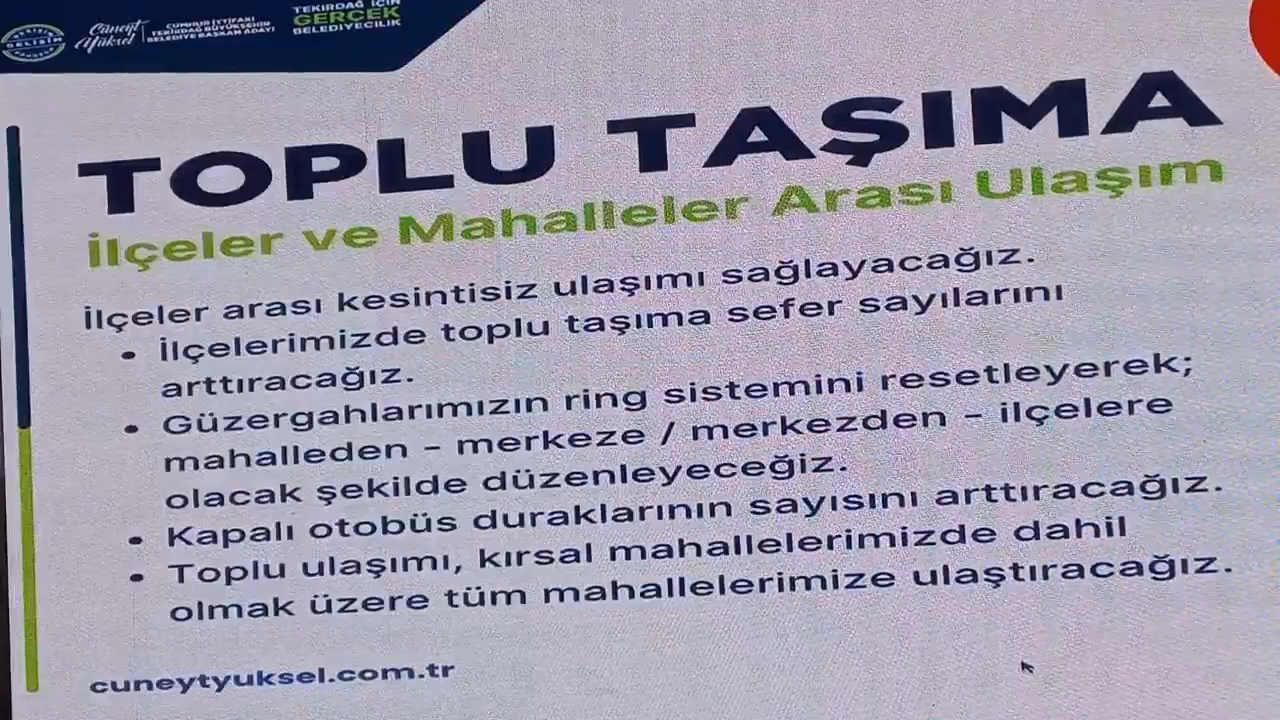 GELİŞİM
Cüneyt
Yüksel
CUMHUR İTTİFAKI
TEKİRDAĞ BÜYÜKŞEHİR
BELEDİYE BAŞKAN ADAYI
TEKİRDAĞ İÇİN
GERÇEK
BELEDİYECİLİK
TOPLU TAŞIMA
İlçeler ve Mahalleler Arası Ulaşım
İlçeler arası kesintisiz ulaşımı sağlayacağız.
• İlçelerimizde toplu taşıma sefer sayılarını
arttıracağız.
• Güzergahlarımızın ring sistemini resetleyerek;
mahalleden – merkeze / merkezden – ilçelere
olacak şekilde düzenleyeceğiz.
• Kapalı otobüs duraklarının sayısını arttıracağız.
• Toplu ulaşımı, kırsal mahallelerimizde dahil
olmak üzere tüm mahallelerimize ulaştıracağız.
cuneytyuksel.com.tr